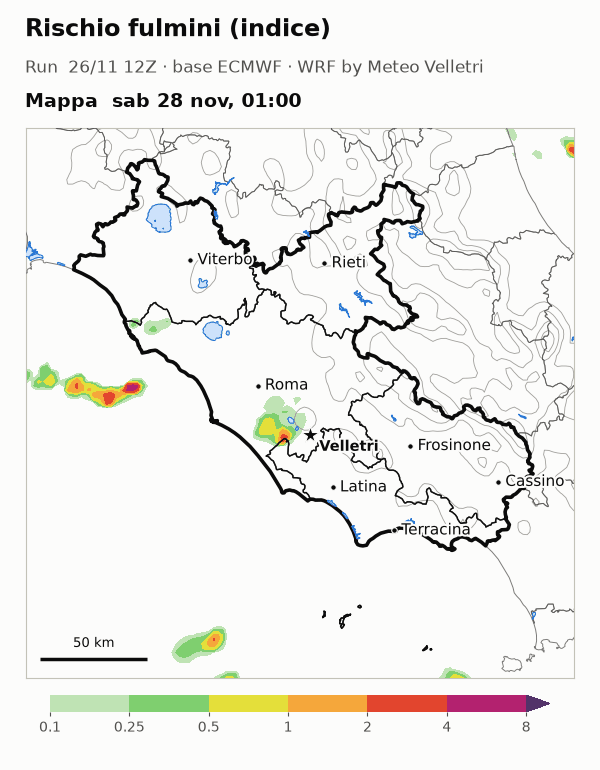 Rischio fulmini (indice)
Run  26/11 12Z · base ECMWF · WRF by Meteo Velletri
Mappa  sab 28 nov, 01:00
Viterbo
Rieti
Roma
Velletri
Frosinone
Latina
Cassino
Terracina
50 km
0.1 0.25 0.5 1 2 4 8